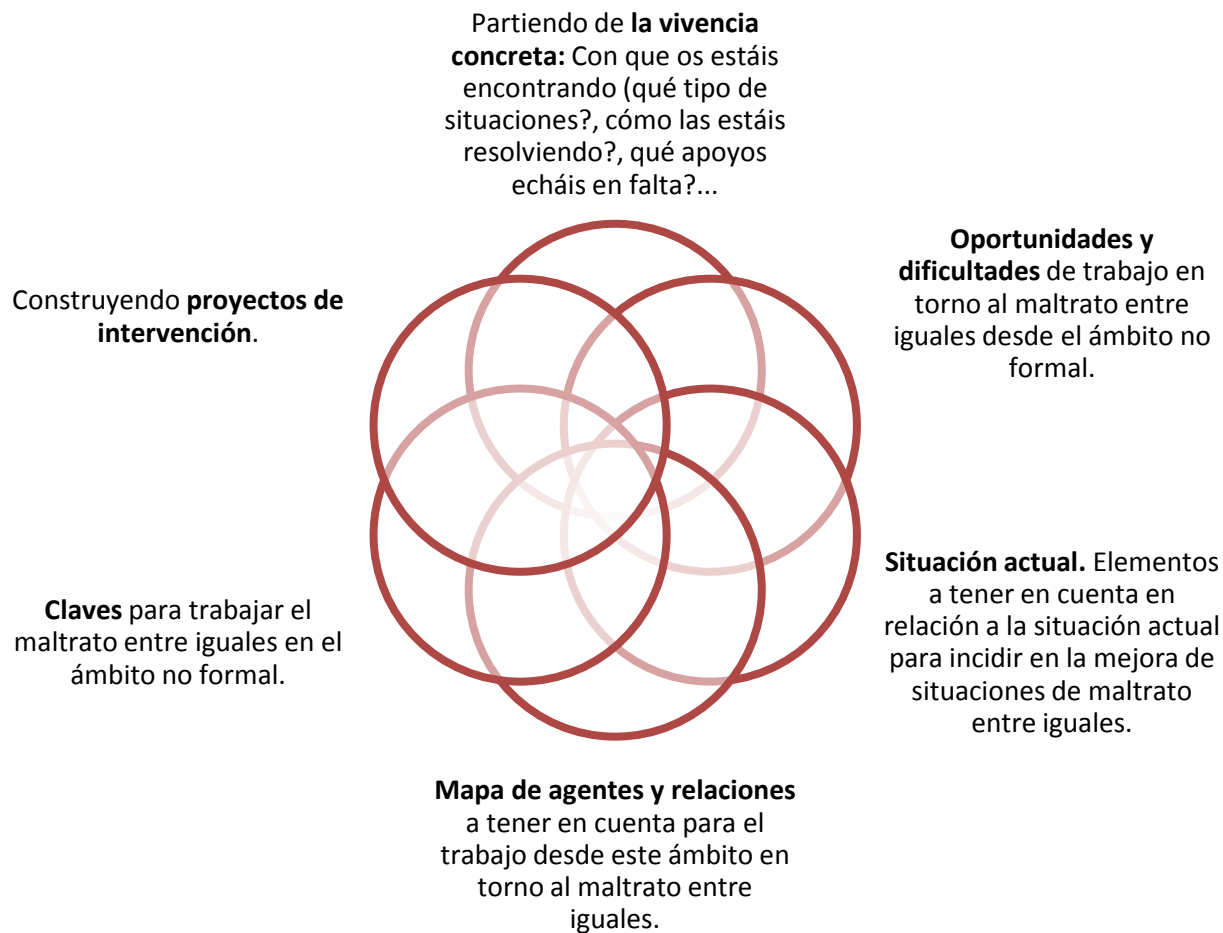 Partiendo de la vivencia
concreta: Con que os estáis
encontrando (qué tipo de
situaciones?, cómo las estáis
resolviendo?, qué apoyos
echáis en falta?...
Oportunidades y
dificultades de trabajo en
torno al maltrato entre
iguales desde el ámbito no
formal.
Situación actual. Elementos
a tener en cuenta en
relación a la situación actual
para incidir en la mejora de
situaciones de maltrato
entre iguales.
Mapa de agentes y relaciones
a tener en cuenta para el
trabajo desde este ámbito en
torno al maltrato entre
iguales.
Claves para trabajar el
maltrato entre iguales en el
ámbito no formal.
Construyendo proyectos de
intervención.